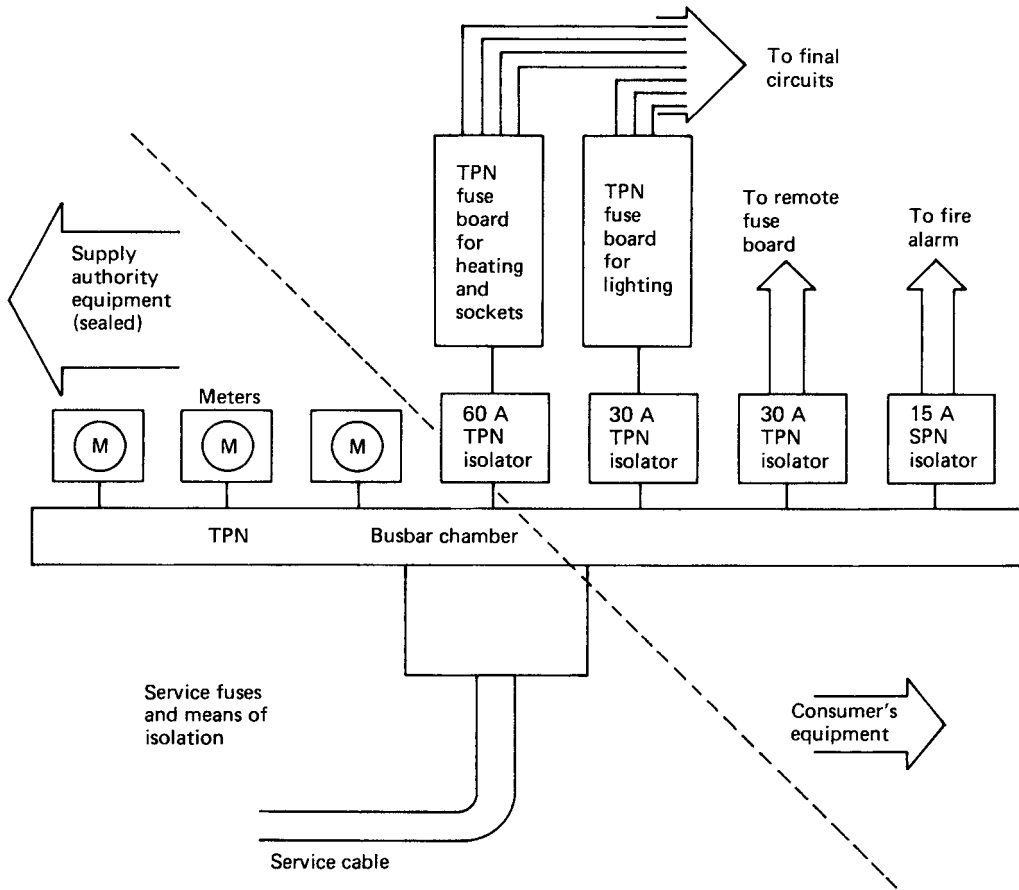 To final
circuits
TPN
fuse
board
for
heating
and
sockets
TPN
fuse
board
for
lighting
To remote
fuse
board
To fire
alarm
Supply
authority
equipment
(sealed)
Meters
M
M
M
60 A
TPN
isolator
30 A
TPN
isolator
30 A
TPN
isolator
15 A
SPN
isolator
TPN
Busbar chamber
Service fuses
and means of
isolation
Consumer's
equipment
Service cable